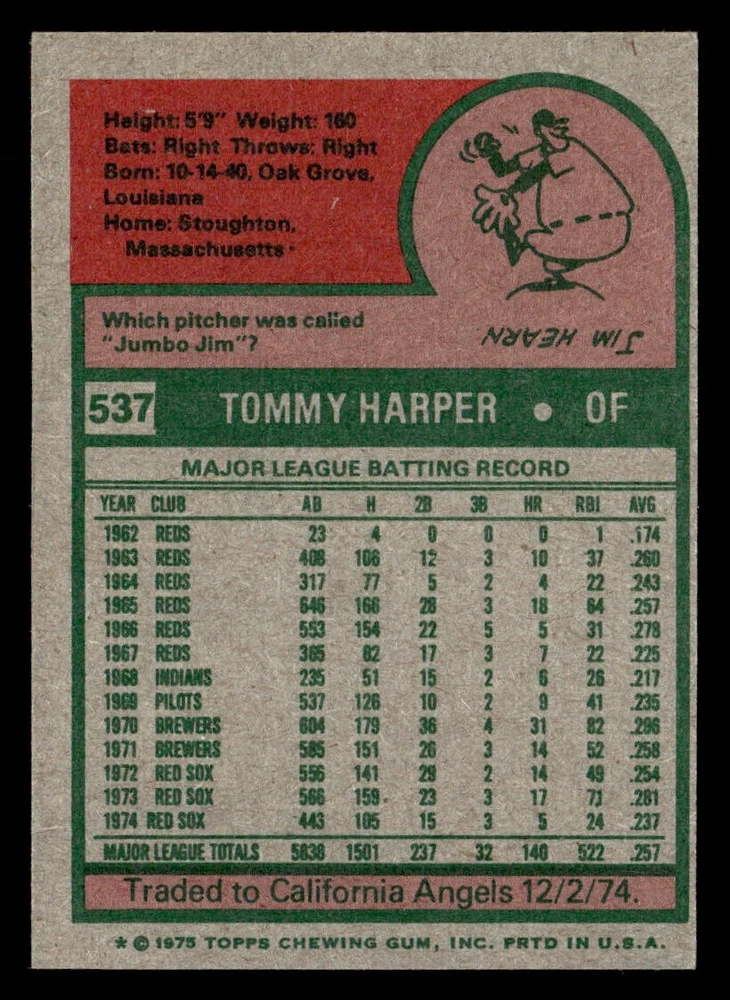 Height: 5'9" Weight: 160
Bats: Right Throws: Right
Born: 10-14-40, Oak Grove,
Louisiana
Home: Stoughton,
Massachusetts
Which pitcher was called
"Jumbo Jim"?
JIM HEARN
537 TOMMY HARPER • OF
MAJOR LEAGUE BATTING RECORD
YEAR CLUB AB H 2B 3B HR RBI AVG
1962 REDS 23 4 0 0 0 1 .174
1963 REDS 408 106 12 3 10 37 .260
1964 REDS 317 77 5 2 4 22 .243
1965 REDS 646 166 28 3 18 64 .257
1966 REDS 553 154 22 5 5 31 .278
1967 REDS 365 82 17 3 7 22 .225
1968 INDIANS 235 51 15 2 6 26 .217
1969 PILOTS 537 126 10 2 9 41 .235
1970 BREWERS 604 179 36 4 31 82 .296
1971 BREWERS 585 151 26 3 14 52 .258
1972 RED SOX 556 141 29 2 14 49 .254
1973 RED SOX 566 159 23 3 17 71 .281
1974 RED SOX 443 105 15 3 5 24 .237
MAJOR LEAGUE TOTALS 5838 1501 237 32 140 522 .257
Traded to California Angels 12/2/74.
* © 1975 TOPPS CHEWING GUM, INC. PRTD IN U.S.A.